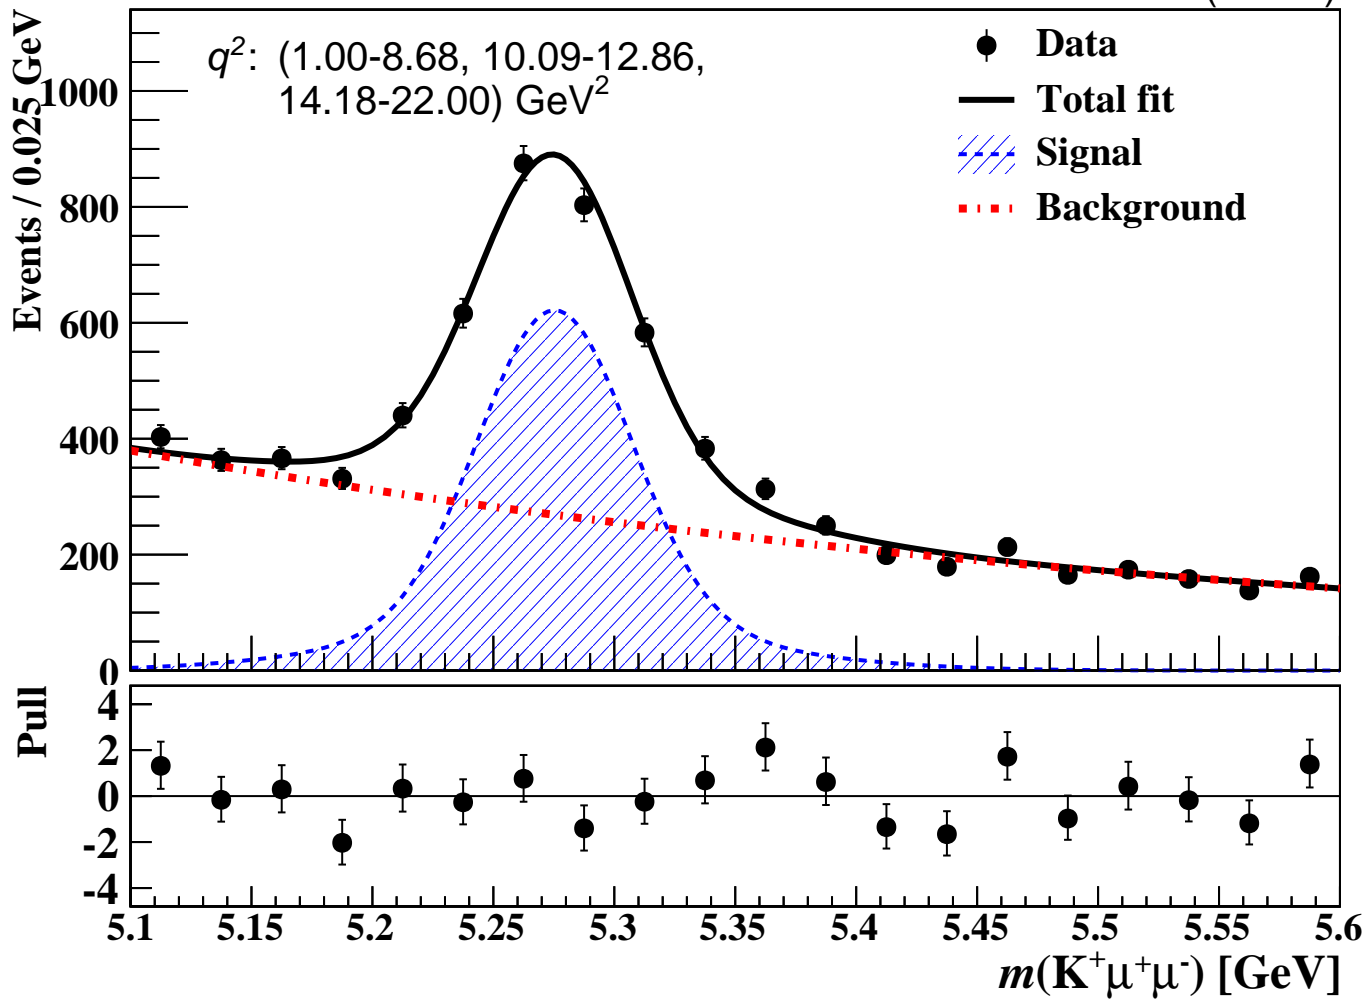 q²: (1.00-8.68, 10.09-12.86,
14.18-22.00) GeV²
Data
Total fit
Signal
Background
Events / 0.025 GeV
1000
800
600
400
200
0
Pull
4
2
0
-2
-4
5.1 5.15 5.2 5.25 5.3 5.35 5.4 5.45 5.5 5.55 5.6
m(K⁺μ⁺μ⁻) [GeV]